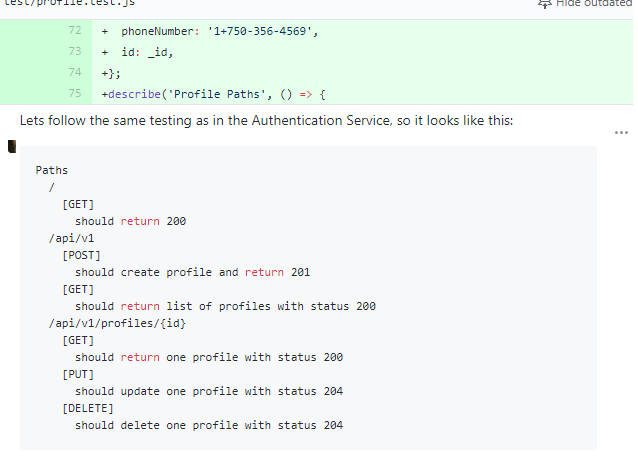 test/profile.test.js
Hide outdated
72 + phoneNumber: '1+750-356-4569',
73 + id: _id,
74 +};
75 +describe('Profile Paths', () => {
Lets follow the same testing as in the Authentication Service, so it looks like this:
Paths
/
[GET]
should return 200
/api/v1
[POST]
should create profile and return 201
[GET]
should return list of profiles with status 200
/api/v1/profiles/{id}
[GET]
should return one profile with status 200
[PUT]
should update one profile with status 204
[DELETE]
should delete one profile with status 204